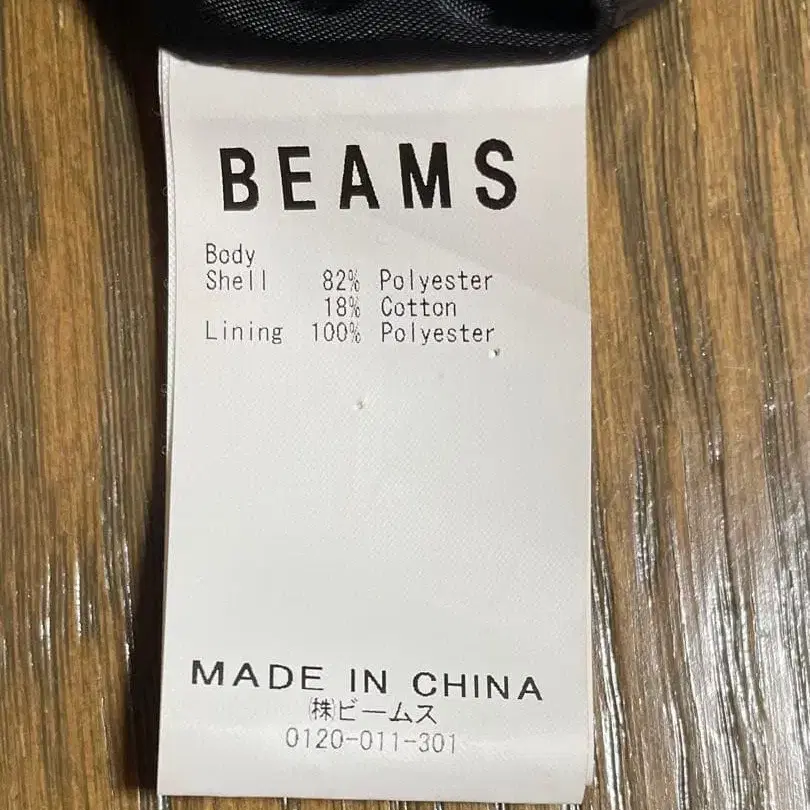 BEAMS
Body
Shell 82% Polyester
18% Cotton
Lining 100% Polyester
MADE IN CHINA
㈱ビームス
0120-011-301